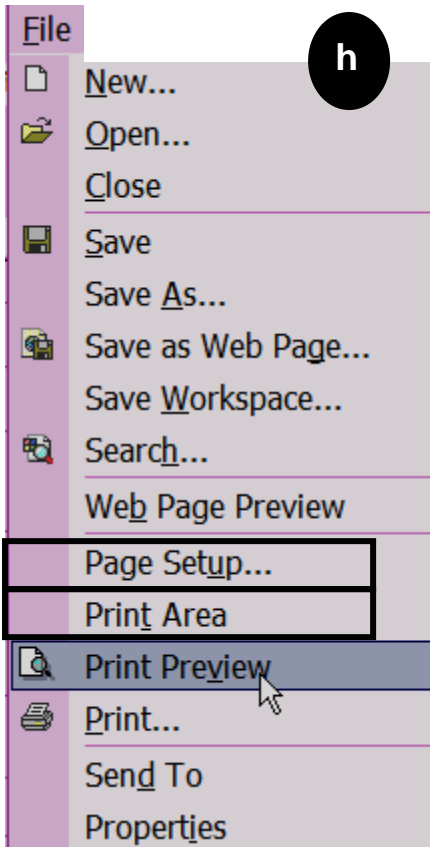 File
h
New...
Open...
Close
Save
Save As...
Save as Web Page...
Save Workspace...
Search...
Web Page Preview
Page Setup...
Print Area
Print Preview
Print...
Send To
Properties